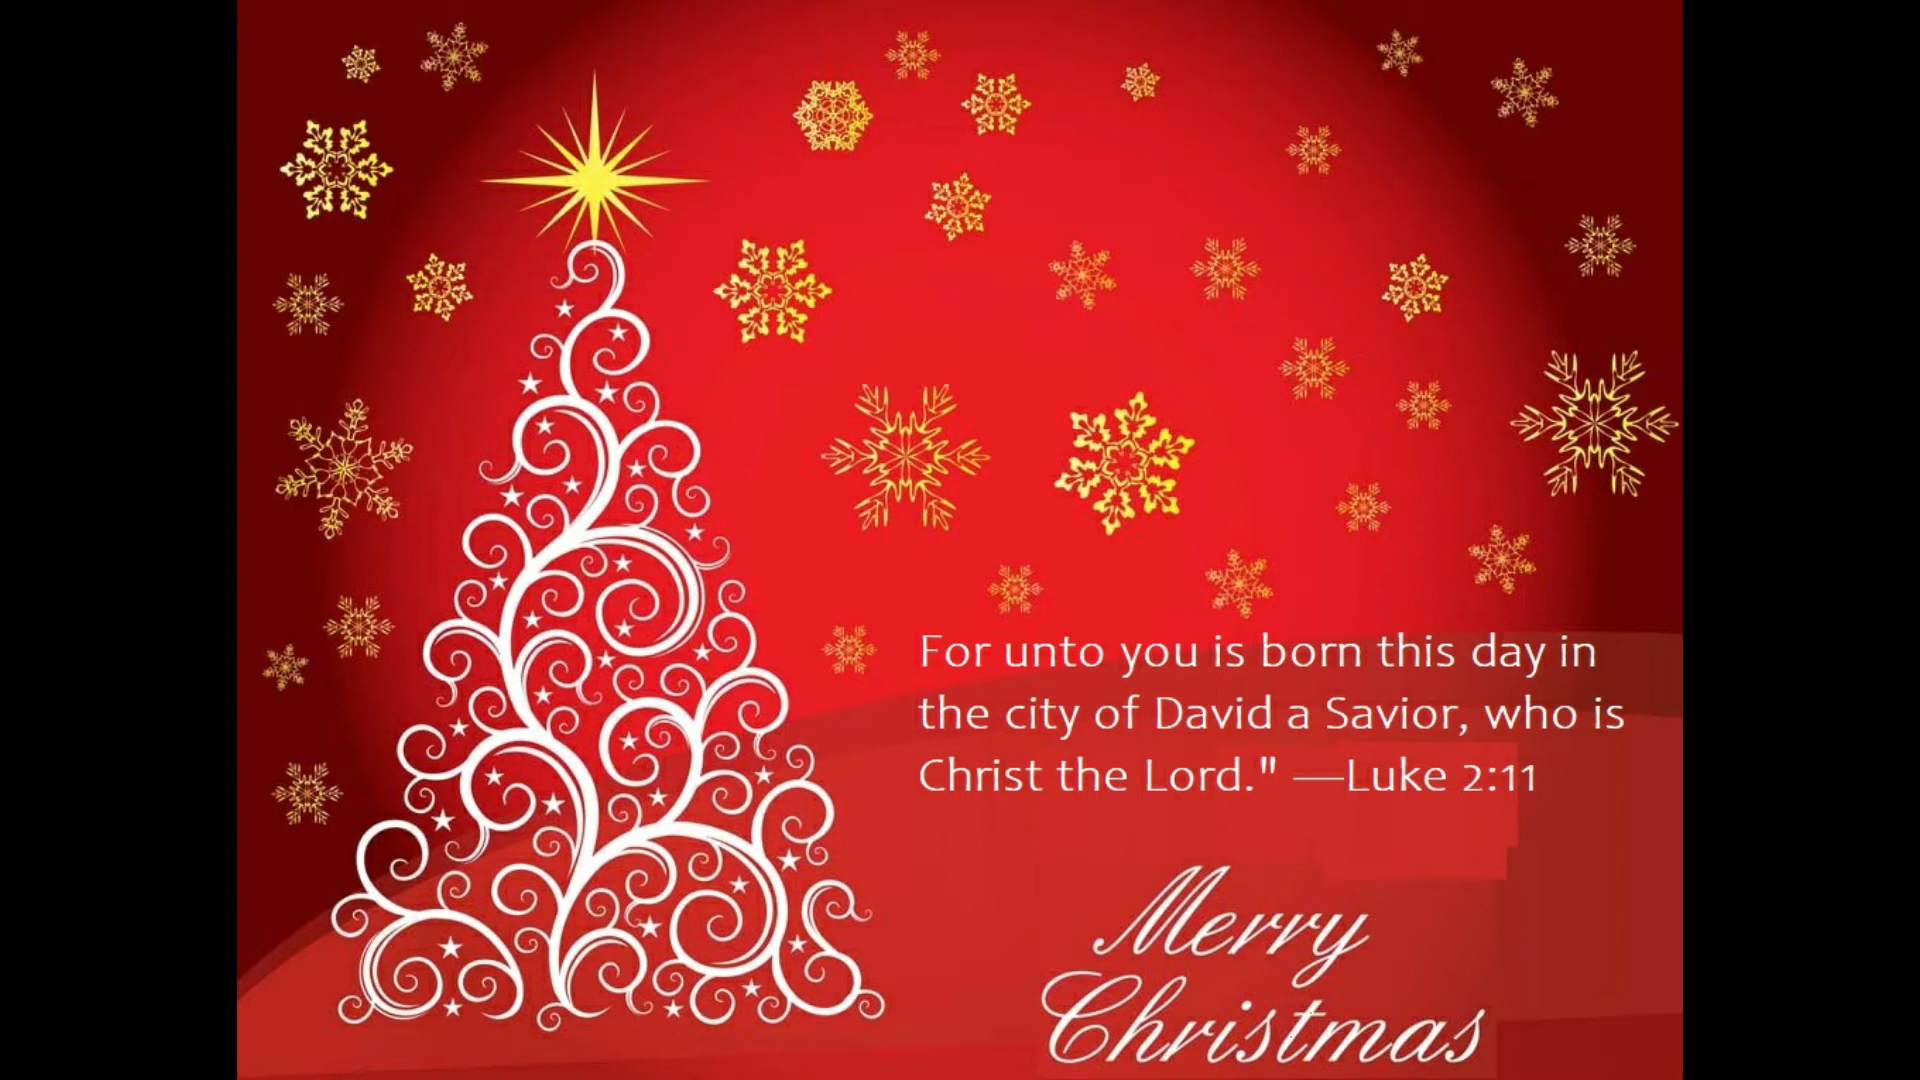 For unto you is born this day in
the city of David a Savior, who is
Christ the Lord." —Luke 2:11
Merry
Christmas